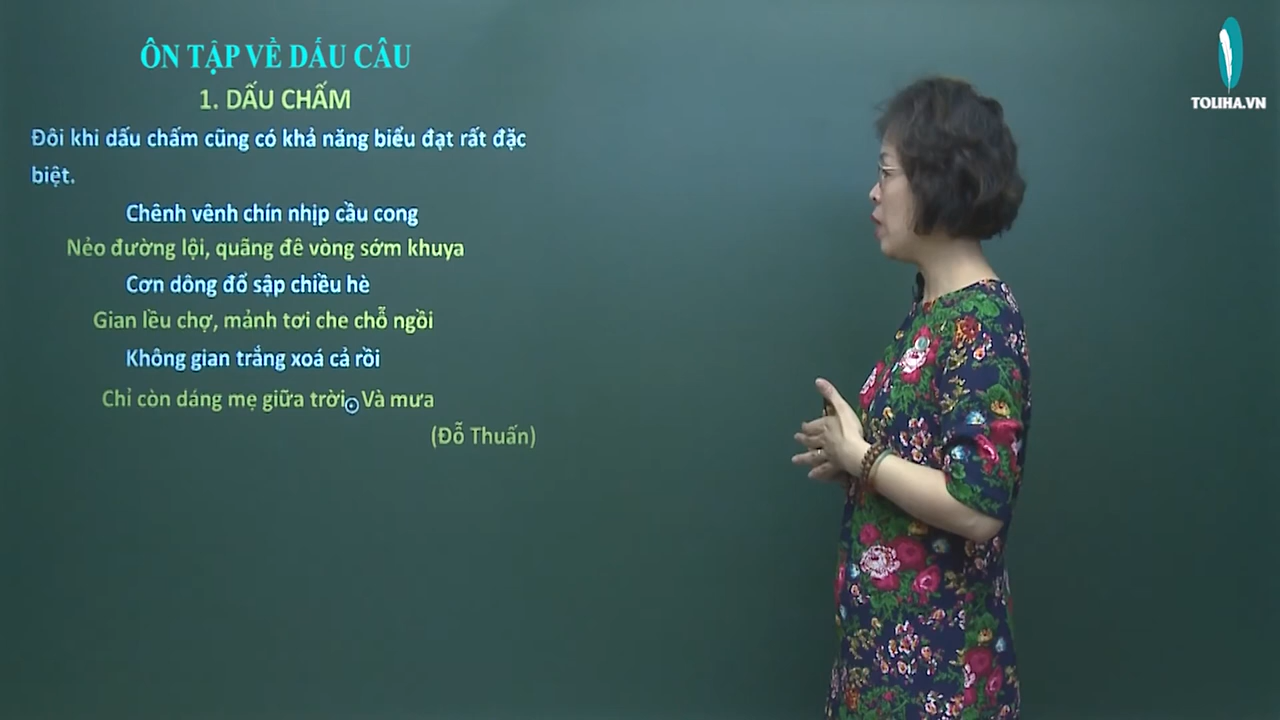 ÔN TẬP VỀ DẤU CÂU
1. DẤU CHẤM
Đôi khi dấu chấm cũng có khả năng biểu đạt rất đặc
biệt.
Chênh vênh chín nhịp cầu cong
Nẻo đường lội, quãng đê vòng sớm khuya
Cơn dông đổ sập chiều hè
Gian lều chợ, mảnh tơi che chỗ ngồi
Không gian trắng xoá cả rồi
Chỉ còn dáng mẹ giữa trời. Và mưa
(Đỗ Thuấn)
TOLIHA.VN